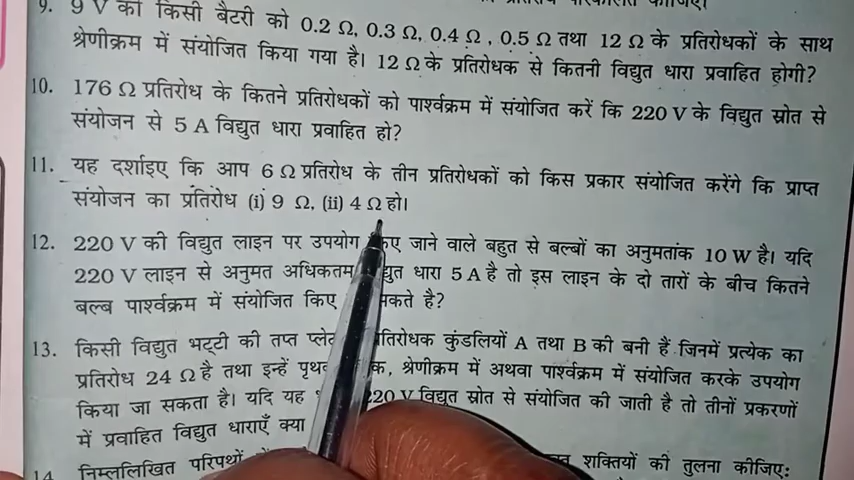 9. 9 V की किसी बैटरी को 0.2 Ω, 0.3 Ω, 0.4 Ω , 0.5 Ω तथा 12 Ω के प्रतिरोधकों के साथ
श्रेणीक्रम में संयोजित किया गया है। 12 Ω के प्रतिरोधक से कितनी विद्युत धारा प्रवाहित होगी?
10. 176 Ω प्रतिरोध के कितने प्रतिरोधकों को पार्श्वक्रम में संयोजित करें कि 220 V के विद्युत स्रोत से
संयोजन से 5 A विद्युत धारा प्रवाहित हो?
11. यह दर्शाइए कि आप 6 Ω प्रतिरोध के तीन प्रतिरोधकों को किस प्रकार संयोजित करेंगे कि प्राप्त
संयोजन का प्रतिरोध (i) 9 Ω, (ii) 4 Ω हो।
12. 220 V की विद्युत लाइन पर उपयोग किए जाने वाले बहुत से बल्बों का अनुमतांक 10 W है। यदि
220 V लाइन से अनुमत अधिकतम धारा 5 A है तो इस लाइन के दो तारों के बीच कितने
बल्ब पार्श्वक्रम में संयोजित किए सकते है?
13. किसी विद्युत भट्टी की तप्त कुंडलियों A तथा B की बनी हैं जिनमें प्रत्येक का
प्रतिरोध 24 Ω है तथा इन्हें श्रेणीक्रम में अथवा पार्श्वक्रम में संयोजित करके उपयोग
किया जा सकता है। यदि यह 220 V विद्युत स्रोत से संयोजित की जाती है तो तीनों प्रकरणों
में प्रवाहित विद्युत धाराएँ क्या
14. निम्नलिखित परिपथों शक्तियों की तुलना कीजिए: